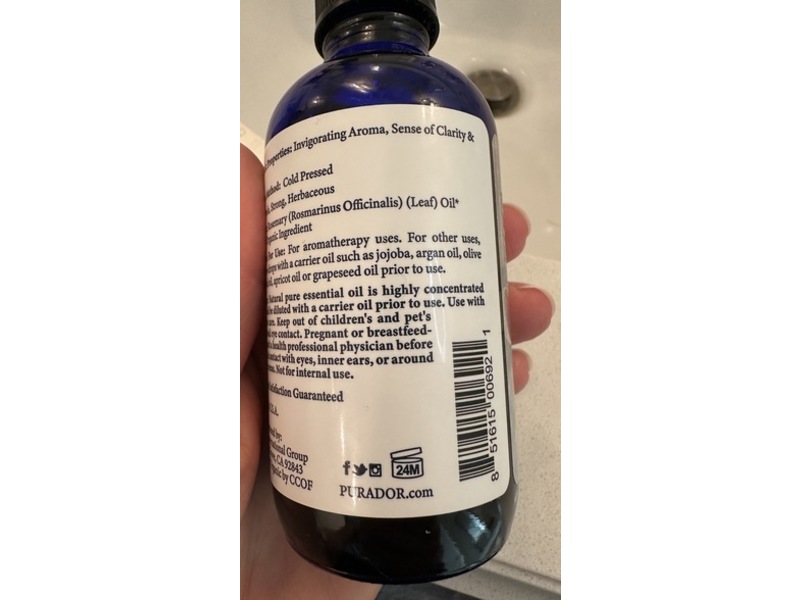 Properties: Invigorating Aroma, Sense of Clarity &
Cold Pressed
Strong, Herbaceous
Rosemary (Rosmarinus Officinalis) (Leaf) Oil*
Ingredient
For Use: For aromatherapy uses. For other uses,
with a carrier oil such as jojoba, argan oil, olive
apricot oil or grapeseed oil prior to use.
Natural pure essential oil is highly concentrated
be diluted with a carrier oil prior to use. Use with
Keep out of children's and pet's
eye contact. Pregnant or breastfeed-
health professional physician before
contact with eyes, inner ears, or around
Not for internal use.
Satisfaction Guaranteed
Group
CA 92843
by CCOF
24M
PURADOR.com
8 51615 00692 1